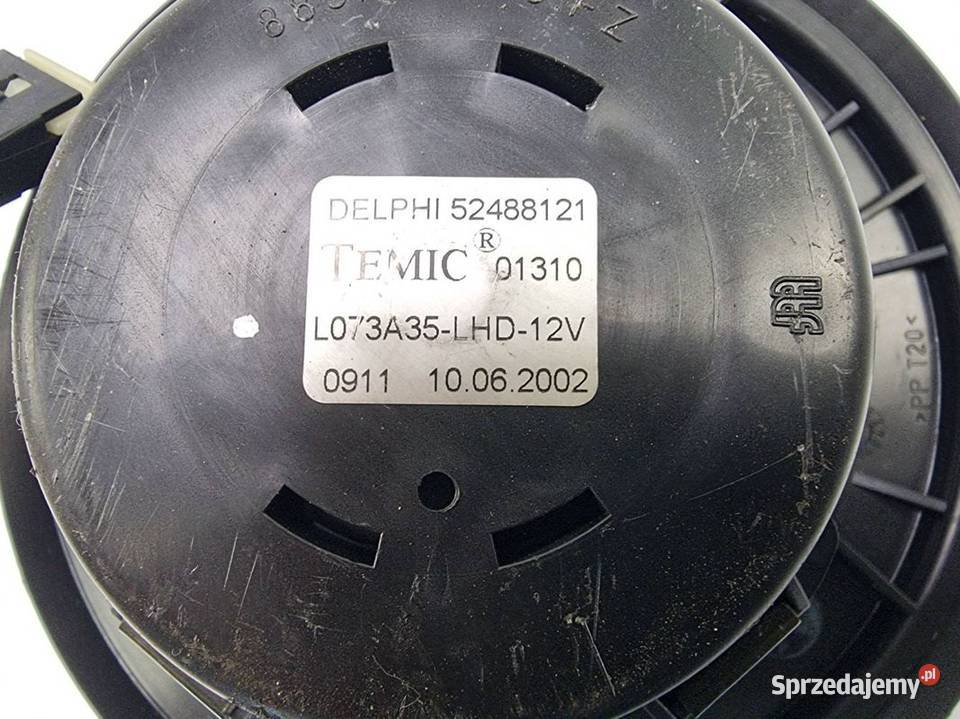 DELPHI 52488121
TEMIC ® 01310
L073A35-LHD-12V
0911 10.06.2002
>PP T20<
Sprzedajemy.pl